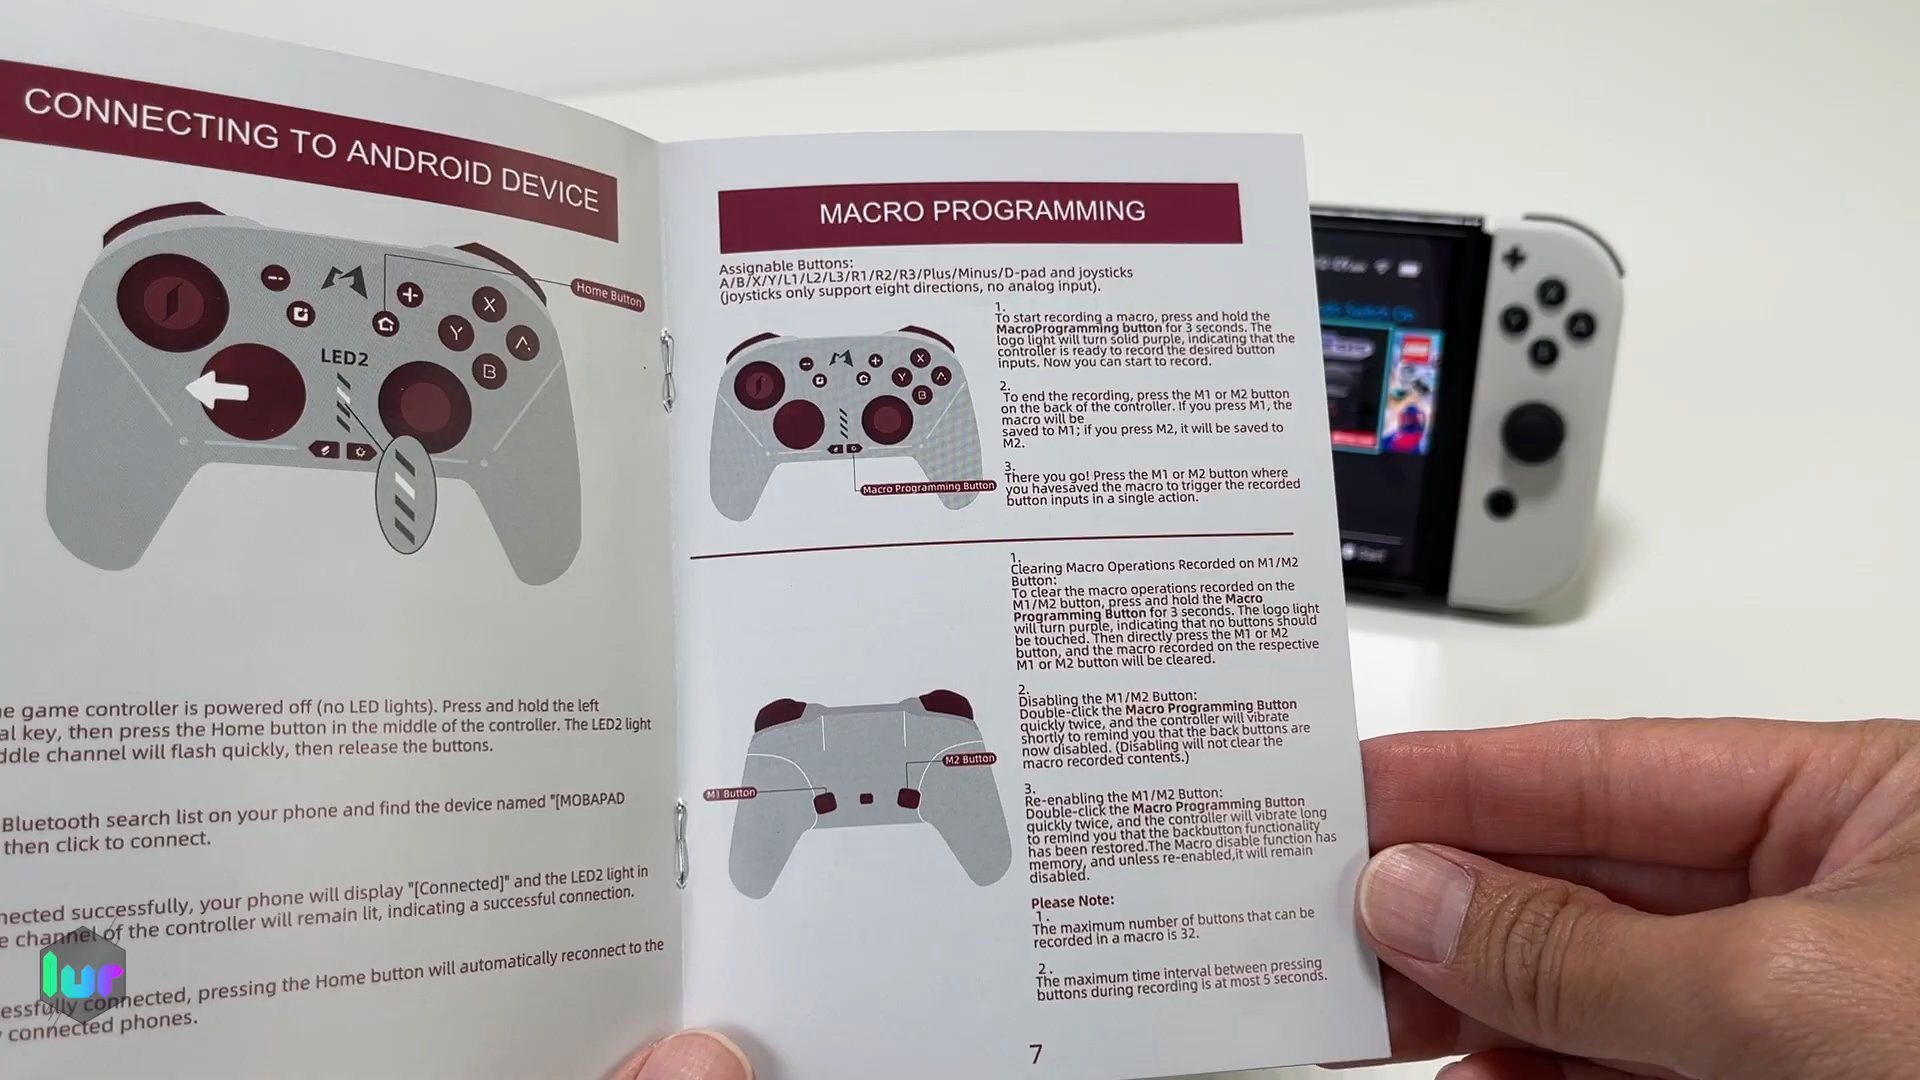 CONNECTING TO ANDROID DEVICE
Home Button
LED2
X
Y
A
B
game controller is powered off (no LED lights). Press and hold the left
key, then press the Home button in the middle of the controller. The LED2 light
channel will flash quickly, then release the buttons.
Bluetooth search list on your phone and find the device named "[MOBAPAD
then click to connect.
successfully, your phone will display "[Connected]" and the LED2 light in
channel of the controller will remain lit, indicating a successful connection.
connected, pressing the Home button will automatically reconnect to the
connected phones.
lur
MACRO PROGRAMMING
Assignable Buttons:
A/B/X/Y/L1/L2/L3/R1/R2/R3/Plus/Minus/D-pad and joysticks
(joysticks only support eight directions, no analog input).
X
Y
A
B
Macro Programming Button
1.
To start recording a macro, press and hold the
MacroProgramming button for 3 seconds. The
logo light will turn solid purple, indicating that the
controller is ready to record the desired button
inputs. Now you can start to record.
2.
To end the recording, press the M1 or M2 button
on the back of the controller. If you press M1, the
macro will be
saved to M1; if you press M2, it will be saved to
M2.
3.
There you go! Press the M1 or M2 button where
you havesaved the macro to trigger the recorded
button inputs in a single action.
M1 Button
M2 Button
1.
Clearing Macro Operations Recorded on M1/M2
Button:
To clear the macro operations recorded on the
M1/M2 button, press and hold the Macro
Programming Button for 3 seconds. The logo light
will turn purple, indicating that no buttons should
be touched. Then directly press the M1 or M2
button, and the macro recorded on the respective
M1 or M2 button will be cleared.
2.
Disabling the M1/M2 Button:
Double-click the Macro Programming Button
quickly twice, and the controller will vibrate
shortly to remind you that the back buttons are
now disabled. (Disabling will not clear the
macro recorded contents.)
3.
Re-enabling the M1/M2 Button:
Double-click the Macro Programming Button
quickly twice, and the controller will vibrate long
to remind you that the backbutton functionality
has been restored.The Macro disable function has
memory, and unless re-enabled,it will remain
disabled.
Please Note:
1.
The maximum number of buttons that can be
recorded in a macro is 32.
2.
The maximum time interval between pressing
buttons during recording is at most 5 seconds.
7
X
Y
A
B